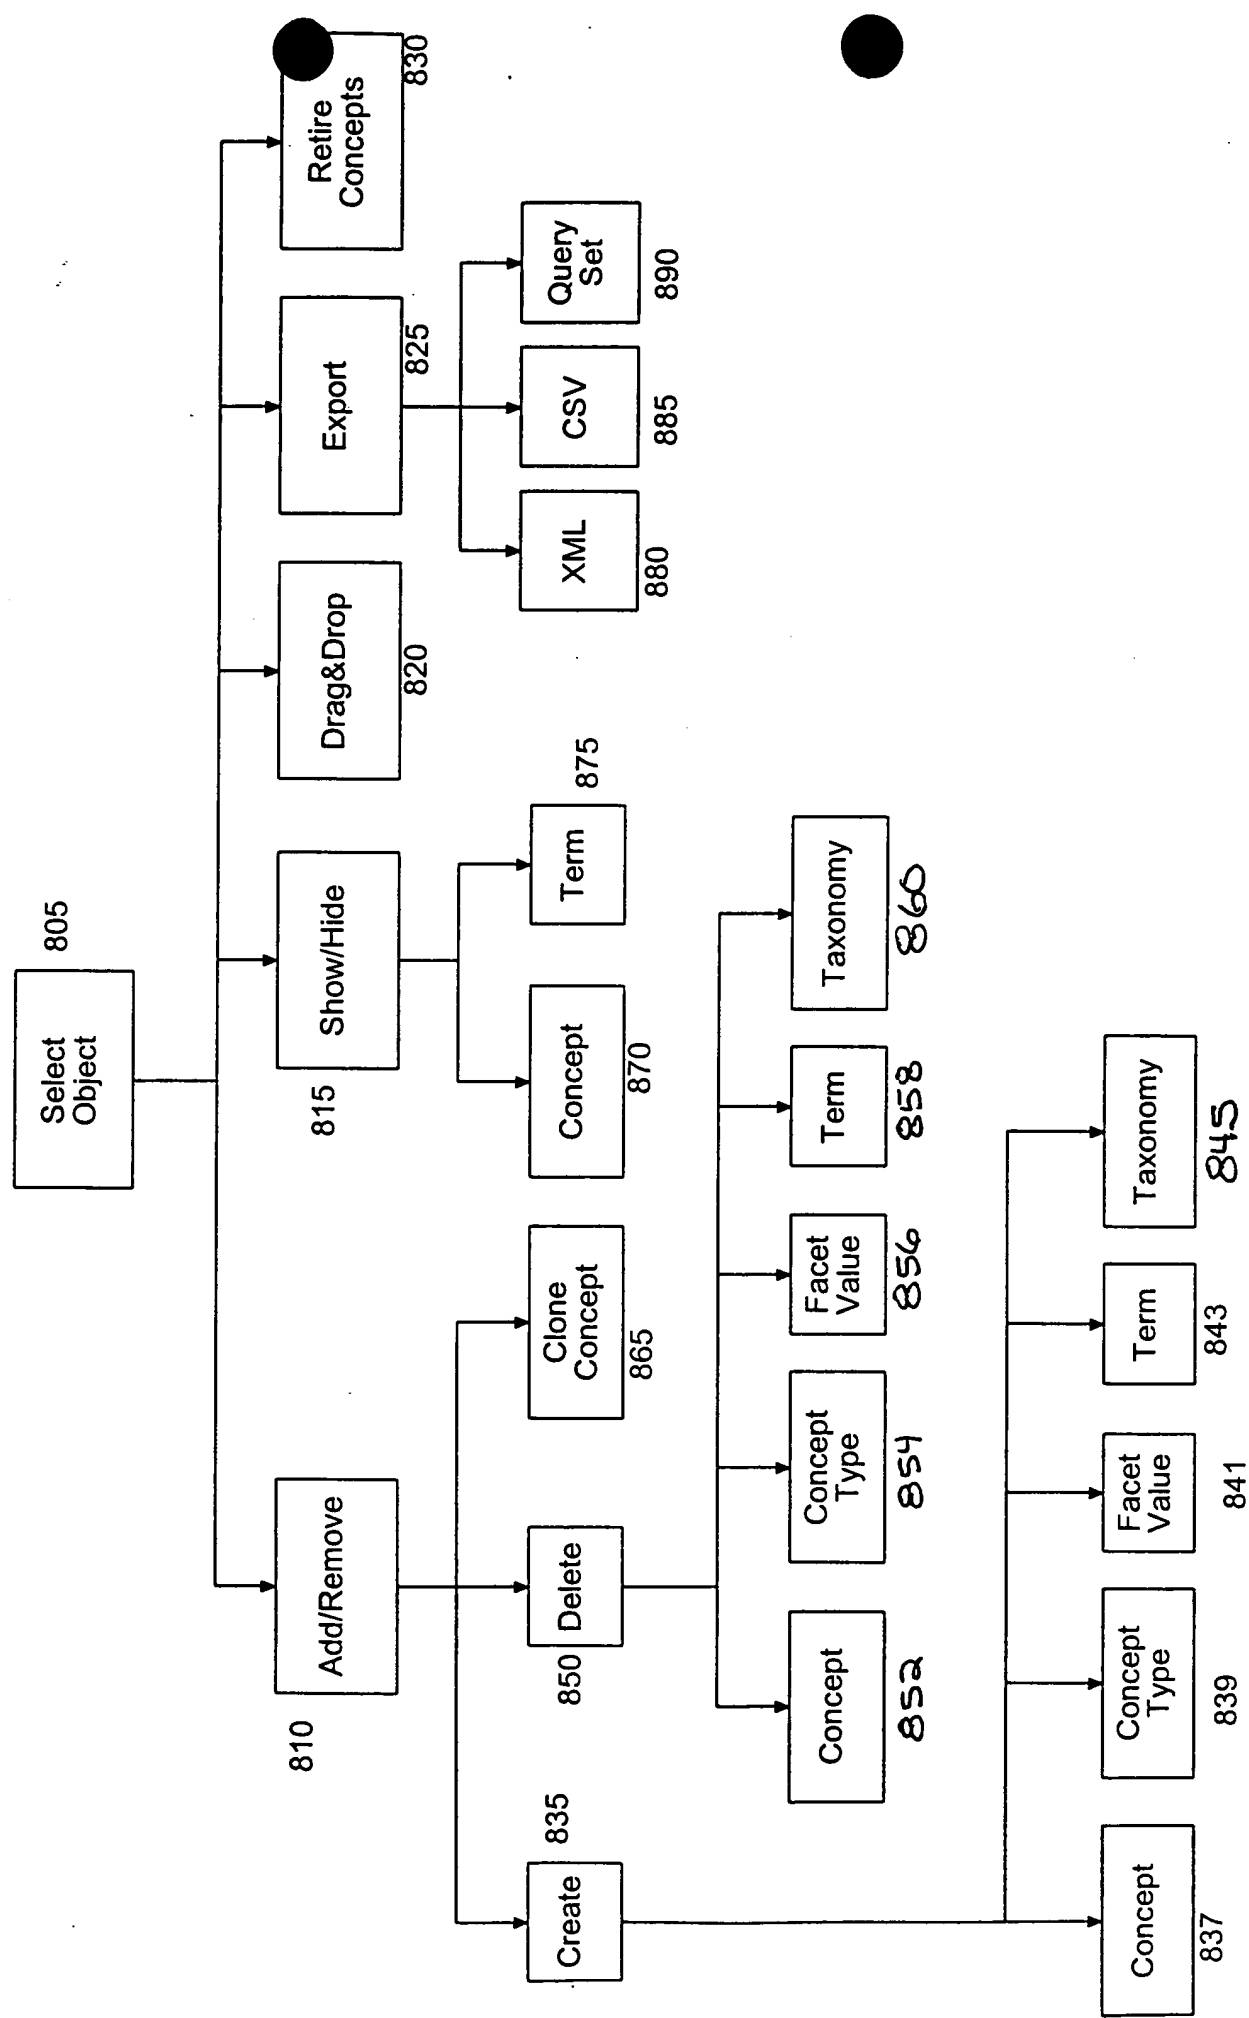 Select
Object
805
810
Add/Remove
815
Show/Hide
Drag&Drop
820
Export
825
Retire
Concepts
830
Create
835
850
Delete
Clone
Concept
865
Concept
870
Term
875
XML
880
CSV
885
Query
Set
890
Concept
852
Concept
Type
854
Facet
Value
856
Term
858
Taxonomy
860
Concept
837
Concept
Type
839
Facet
Value
841
Term
843
Taxonomy
845